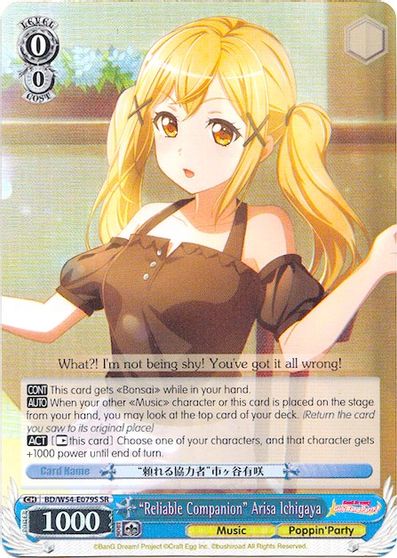 LEVEL
0
0
COST
What?! I'm not being shy! You've got it all wrong!
CONT This card gets «Bonsai» while in your hand.
AUTO When your other «Music» character or this card is placed on the stage
from your hand, you may look at the top card of your deck. (Return the card
you saw to its original place)
ACT [this card] Choose one of your characters, and that character gets
+1000 power until end of turn.
Card Name
“頼れる協力者”市ヶ谷有咲
CH BD/W54-E079S SR
POWER
1000
“Reliable Companion” Arisa Ichigaya
Music
Poppin'Party
©BanG Dream! Project ©Craft Egg Inc. ©bushiroad All Rights Reserved.